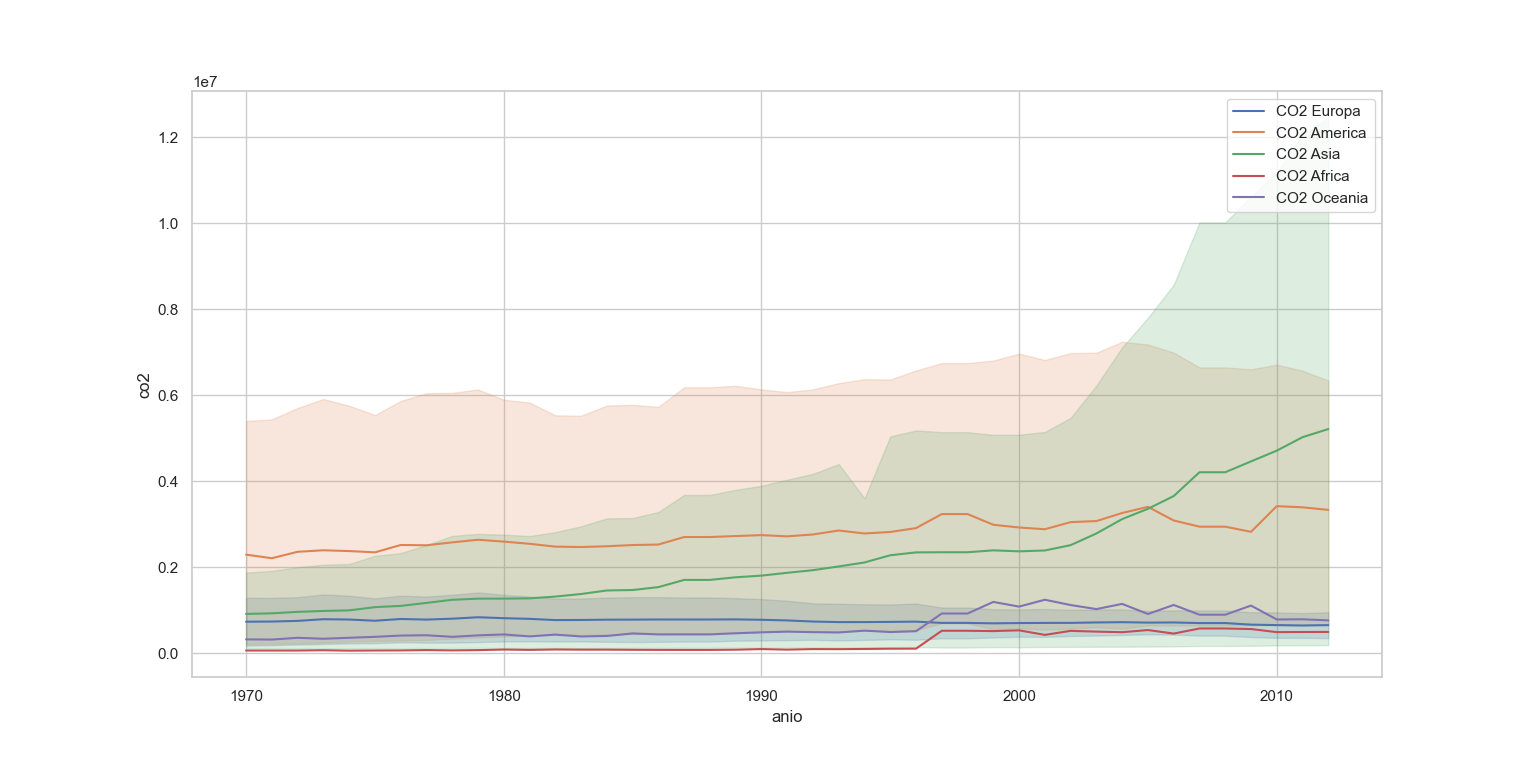 1e7
1.2
1.0
0.8
0.6
0.4
0.2
0.0
co2
1970 1980 1990 2000 2010
anio
CO2 Europa
CO2 America
CO2 Asia
CO2 Africa
CO2 Oceania